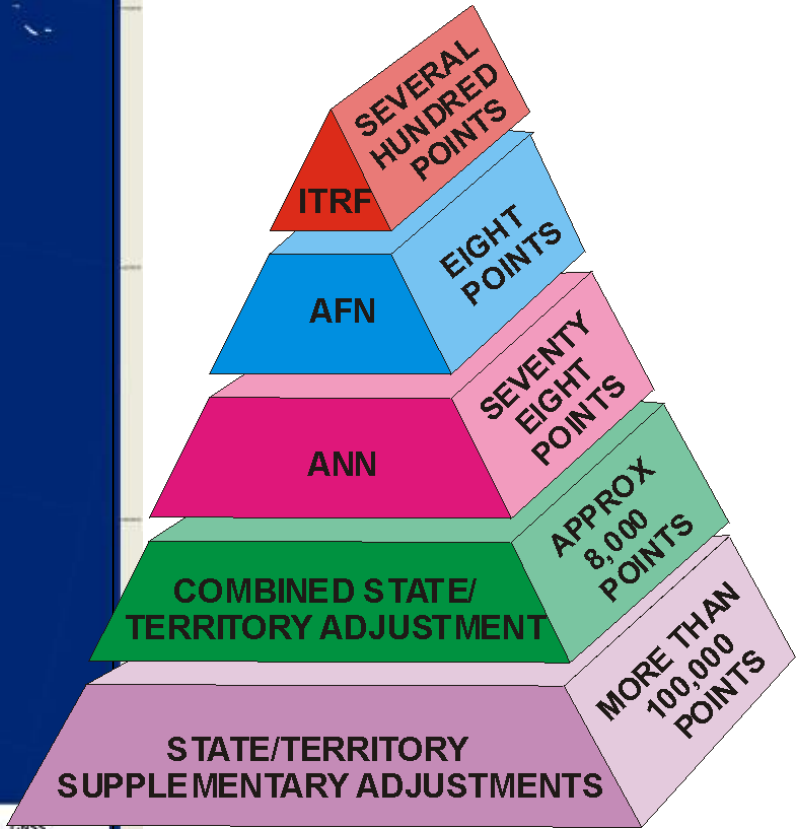 SEVERAL
HUNDRED
POINTS
ITRF
EIGHT
POINTS
AFN
SEVENTY
EIGHT
POINTS
ANN
APPROX
8,000
POINTS
COMBINED STATE/
TERRITORY ADJUSTMENT
MORE THAN
100,000
POINTS
STATE/TERRITORY
SUPPLEMENTARY ADJUSTMENTS